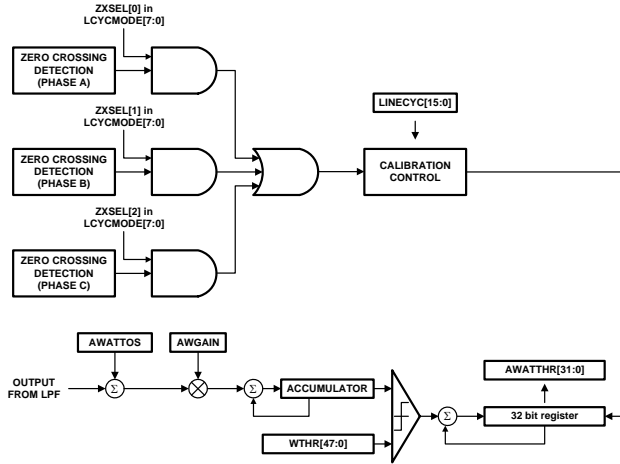 ZXSEL[0] in
LCYCMODE[7:0]
ZERO CROSSING
DETECTION
(PHASE A)
ZXSEL[1] in
LCYCMODE[7:0]
ZERO CROSSING
DETECTION
(PHASE B)
ZXSEL[2] in
LCYCMODE[7:0]
ZERO CROSSING
DETECTION
(PHASE C)
LINECYC[15:0]
CALIBRATION
CONTROL
AWATTOS
AWGAIN
OUTPUT
FROM LPF
Σ
Σ
ACCUMULATOR
WTHR[47:0]
Σ
AWATTHR[31:0]
32 bit register